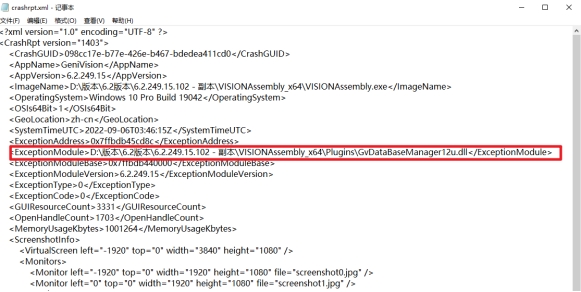 crashrpt.xml - 记事本
文件(F) 编辑(E) 格式(O) 查看(V) 帮助(H)
<?xml version="1.0" encoding="UTF-8" ?>
<CrashRpt version="1403">
<CrashGUID>098cc17e-b77e-426e-b467-bdedea411cd0</CrashGUID>
<AppName>GeniVision</AppName>
<AppVersion>6.2.249.15</AppVersion>
<ImageName>D:\版本\6.2版本\6.2.249.15.102 - 副本\VISIONAssembly_x64\VISIONAssembly.exe</ImageName>
<OperatingSystem>Windows 10 Pro Build 19042</OperatingSystem>
<OSIs64Bit>1</OSIs64Bit>
<GeoLocation>zh-cn</GeoLocation>
<SystemTimeUTC>2022-09-06T03:46:15Z</SystemTimeUTC>
<ExceptionAddress>0x7ffbdb45cd8c</ExceptionAddress>
<ExceptionModule>D:\版本\6.2版本\6.2.249.15.102 - 副本\VISIONAssembly_x64\Plugins\GvDataBaseManager12u.dll</ExceptionModule>
<ExceptionModuleBase>0x7ffbdb440000</ExceptionModuleBase>
<ExceptionModuleVersion>6.2.249.15</ExceptionModuleVersion>
<ExceptionType>0</ExceptionType>
<ExceptionCode>0</ExceptionCode>
<GUIResourceCount>3331</GUIResourceCount>
<OpenHandleCount>1703</OpenHandleCount>
<MemoryUsageKbytes>1001264</MemoryUsageKbytes>
<ScreenshotInfo>
<VirtualScreen left="-1920" top="0" width="3840" height="1080" />
<Monitors>
<Monitor left="-1920" top="0" width="1920" height="1080" file="screenshot0.jpg" />
<Monitor left="0" top="0" width="1920" height="1080" file="screenshot1.jpg" />